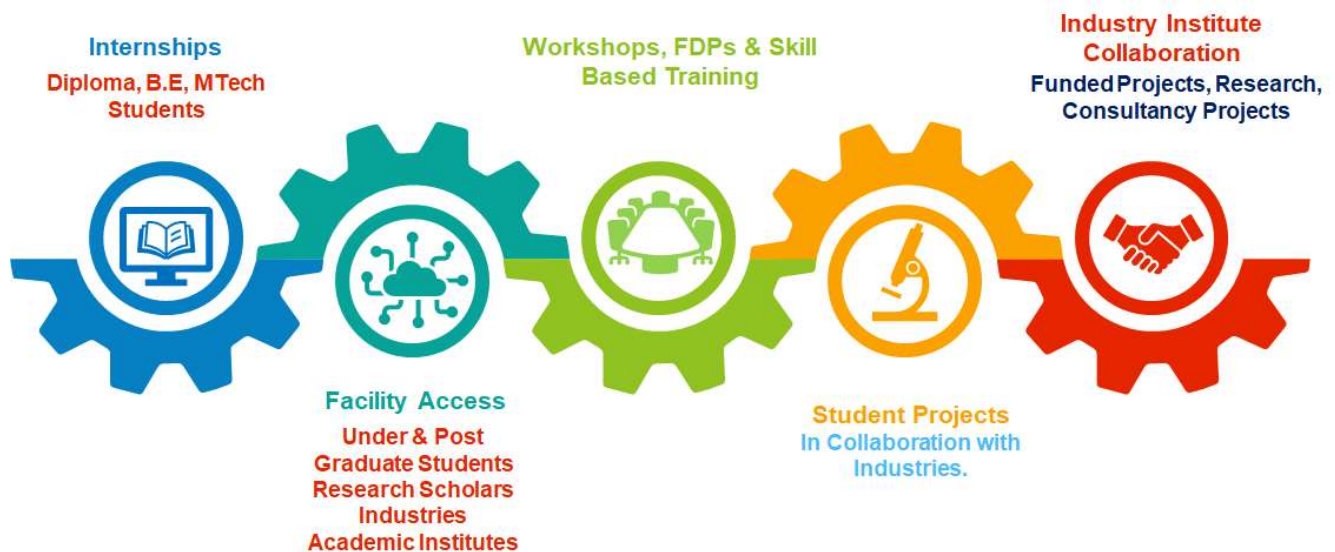 Internships
Diploma, B.E, MTech
Students
Facility Access
Under & Post
Graduate Students
Research Scholars
Industries
Academic Institutes
Workshops, FDPs & Skill
Based Training
Student Projects
In Collaboration with
Industries.
Industry Institute
Collaboration
Funded Projects, Research,
Consultancy Projects